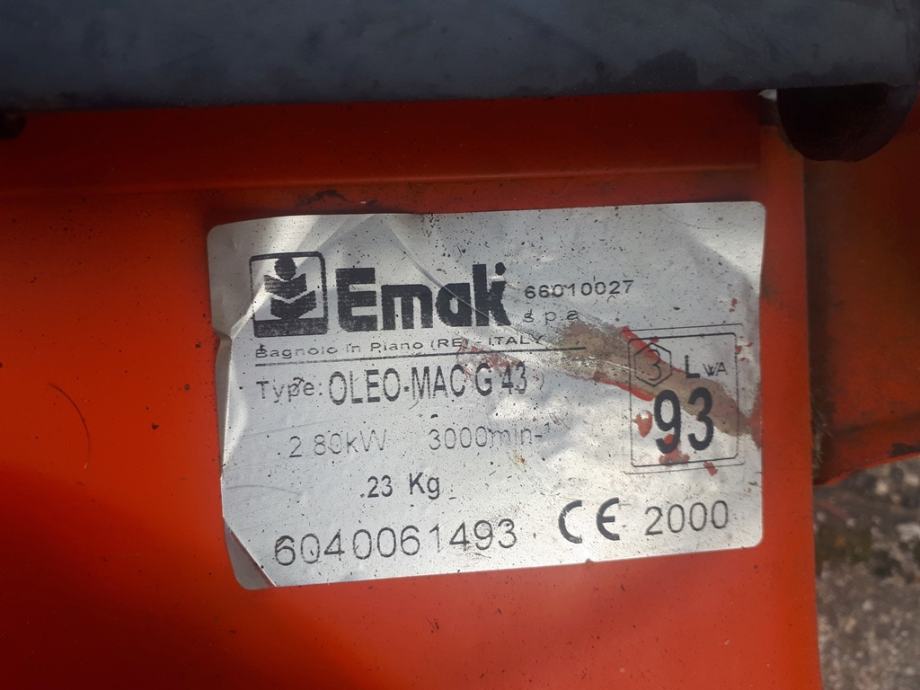 Emak 66010027
s.p.a
Bagnolo in Piano (RE) - ITALY
Type: OLEO-MAC G 43
3 LWA
93
2.80kW 3000min-¹
23 Kg
6040061493 CE 2000